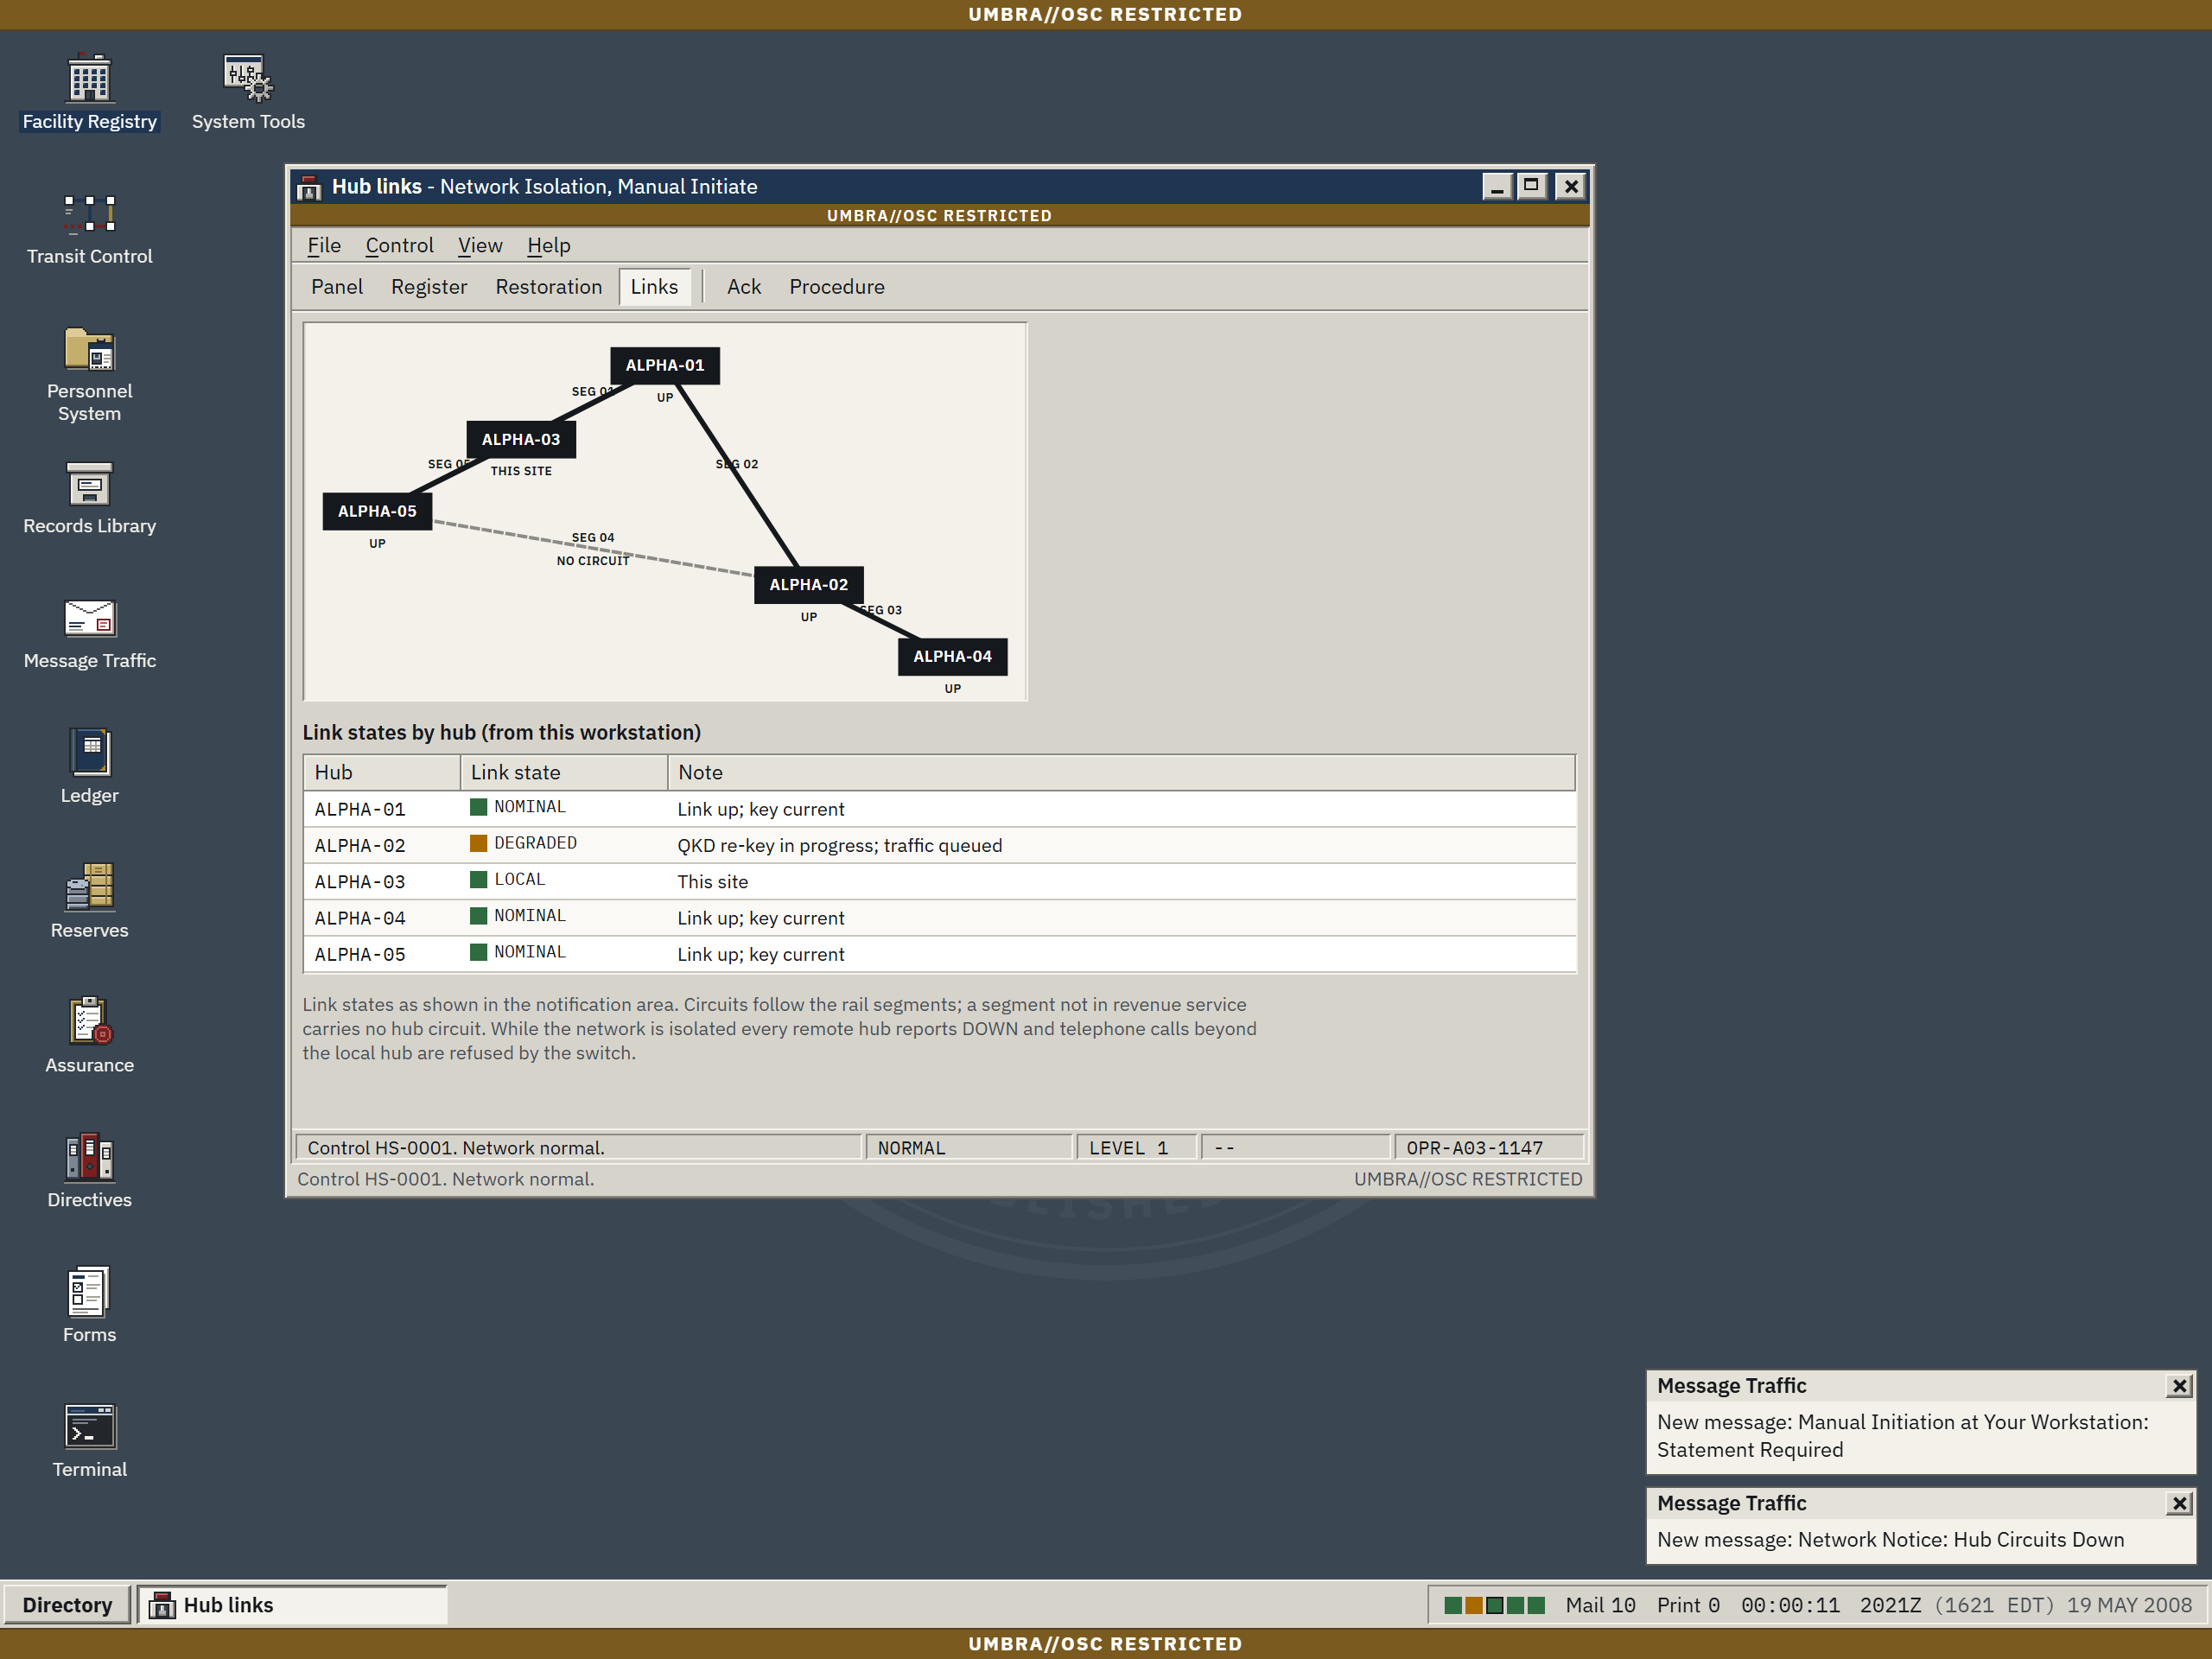 UMBRA//OSC RESTRICTED
Facility Registry
System Tools
Transit Control
Personnel
System
Records Library
Message Traffic
Ledger
Reserves
Assurance
Directives
Forms
Terminal
Hub links - Network Isolation, Manual Initiate
UMBRA//OSC RESTRICTED
File Control View Help
Panel Register Restoration Links Ack Procedure
ALPHA-01
SEG 01
UP
ALPHA-03
SEG 05
THIS SITE
SEG 02
ALPHA-05
UP
SEG 04
NO CIRCUIT
ALPHA-02
UP
SEG 03
ALPHA-04
UP
Link states by hub (from this workstation)
Hub Link state Note
ALPHA-01 NOMINAL Link up; key current
ALPHA-02 DEGRADED QKD re-key in progress; traffic queued
ALPHA-03 LOCAL This site
ALPHA-04 NOMINAL Link up; key current
ALPHA-05 NOMINAL Link up; key current
Link states as shown in the notification area. Circuits follow the rail segments; a segment not in revenue service
carries no hub circuit. While the network is isolated every remote hub reports DOWN and telephone calls beyond
the local hub are refused by the switch.
Control HS-0001. Network normal. NORMAL LEVEL 1 -- OPR-A03-1147
Control HS-0001. Network normal. UMBRA//OSC RESTRICTED
Message Traffic
New message: Manual Initiation at Your Workstation:
Statement Required
Message Traffic
New message: Network Notice: Hub Circuits Down
Directory Hub links Mail 10 Print 0 00:00:11 2021Z (1621 EDT) 19 MAY 2008
UMBRA//OSC RESTRICTED